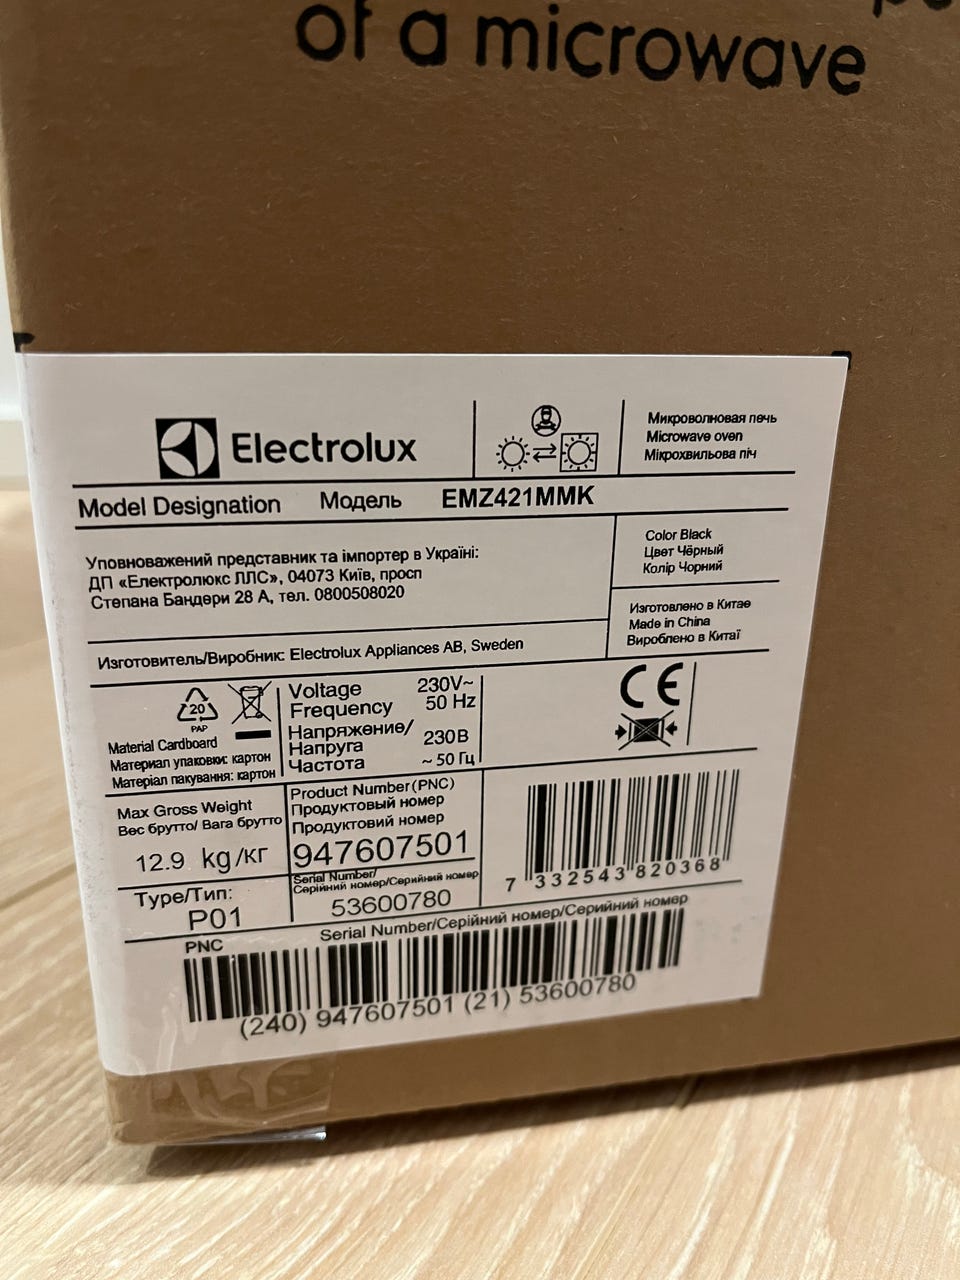 of a microwave
Electrolux
Микроволновая печь
Microwave oven
Мікрохвильова піч
Model Designation Модель EMZ421MMK
Уповноважений представник та імпортер в Україні:
ДП «Електролюкс ЛЛС», 04073 Київ, просп
Степана Бандери 28 А, тел. 0800508020
Color Black
Цвет Чёрный
Колір Чорний
Изготовлено в Китае
Made in China
Вироблено в Китаї
Изготовитель/Виробник: Electrolux Appliances AB, Sweden
20
PAP
Material Cardboard
Материал упаковки: картон
Матеріал пакування: картон
Voltage 230V~
Frequency 50 Hz
Напряжение/
Напруга 230В
Частота ~ 50 Гц
CE
Max Gross Weight
Вес брутто/ Вага брутто
12.9 kg/кг
Product Number(PNC)
Продуктовый номер
Продуктовий номер
947607501
Type/Тип:
P01
Serial Number/
Серійний номер/Серийный номер
53600780
7 332543 820368
PNC
Serial Number/Серійний номер/Серийный номер
(240) 947607501 (21) 53600780